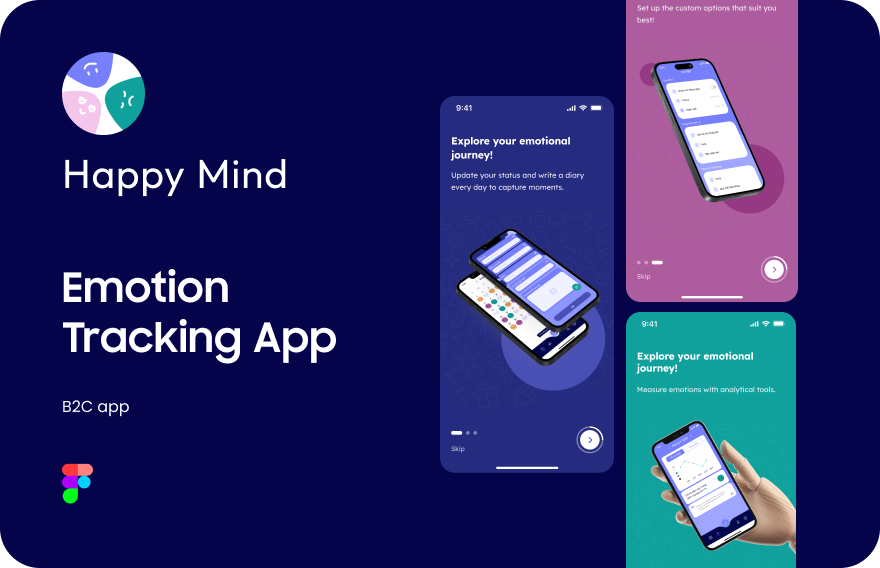 Happy Mind
Emotion
Tracking App
B2C app
9:41
Explore your emotional
journey!
Update your status and write a diary
every day to capture moments.
Skip
Set up the custom options that suit you
best!
Skip
9:41
Explore your emotional
journey!
Measure emotions with analytical tools.